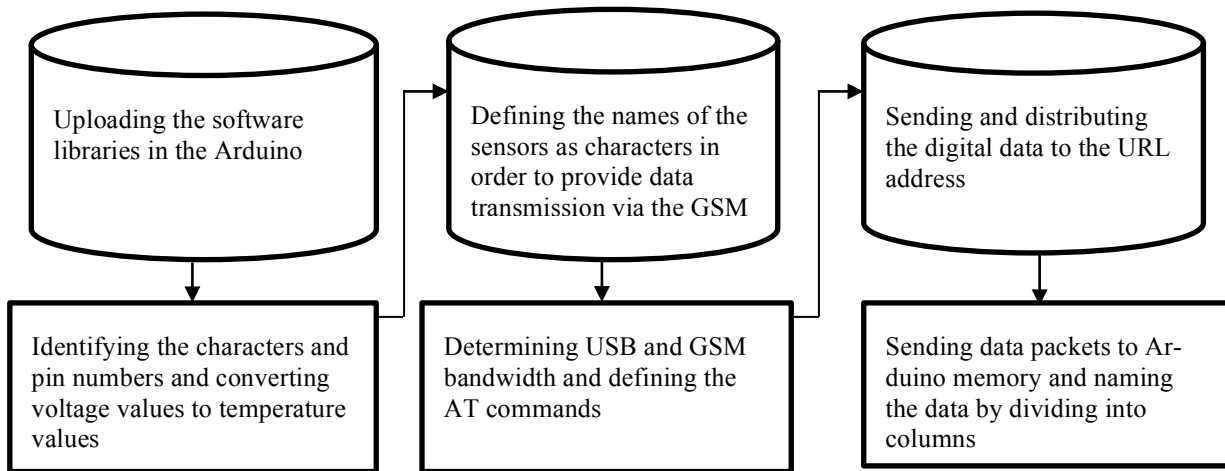 Uploading the software
libraries in the Arduino
Identifying the characters and
pin numbers and converting
voltage values to temperature
values
Defining the names of the
sensors as characters in
order to provide data
transmission via the GSM
Determining USB and GSM
bandwidth and defining the
AT commands
Sending and distributing
the digital data to the URL
address
Sending data packets to Ar-
duino memory and naming
the data by dividing into
columns